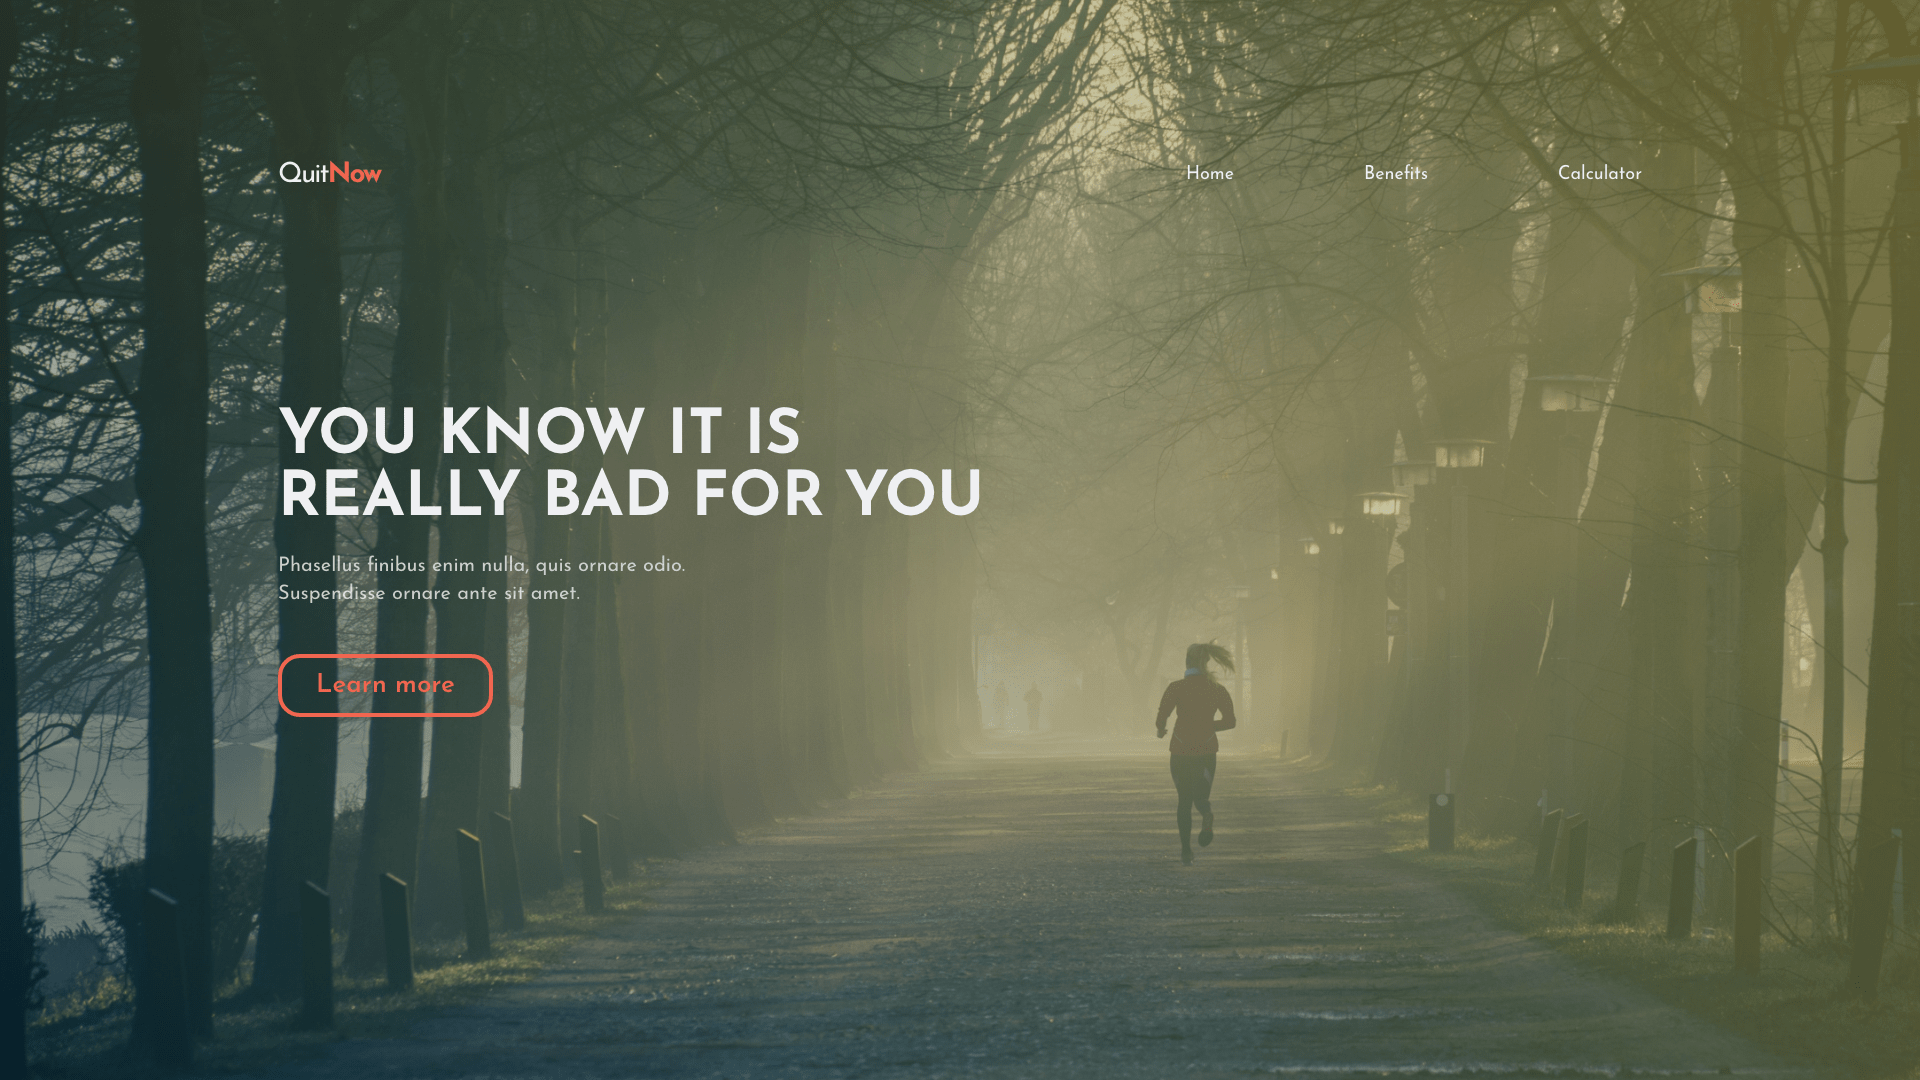 QuitNow
Home
Benefits
Calculator
YOU KNOW IT IS
REALLY BAD FOR YOU
Phasellus finibus enim nulla, quis ornare odio.
Suspendisse ornare ante sit amet.
Learn more